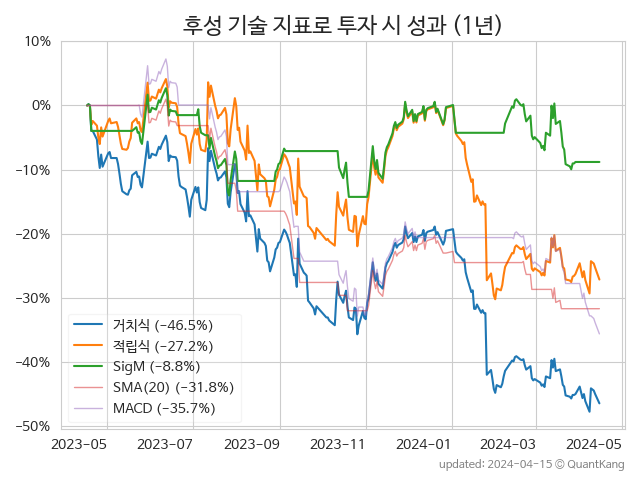 후성 기술 지표로 투자 시 성과 (1년)
10%
0%
−10%
−20%
−30%
−40%
−50%
거치식 (−46.5%)
적립식 (−27.2%)
SigM (−8.8%)
SMA(20) (−31.8%)
MACD (−35.7%)
2023−05 2023−07 2023−09 2023−11 2024−01 2024−03 2024−05
updated: 2024−04−15 ⓒ QuantKang